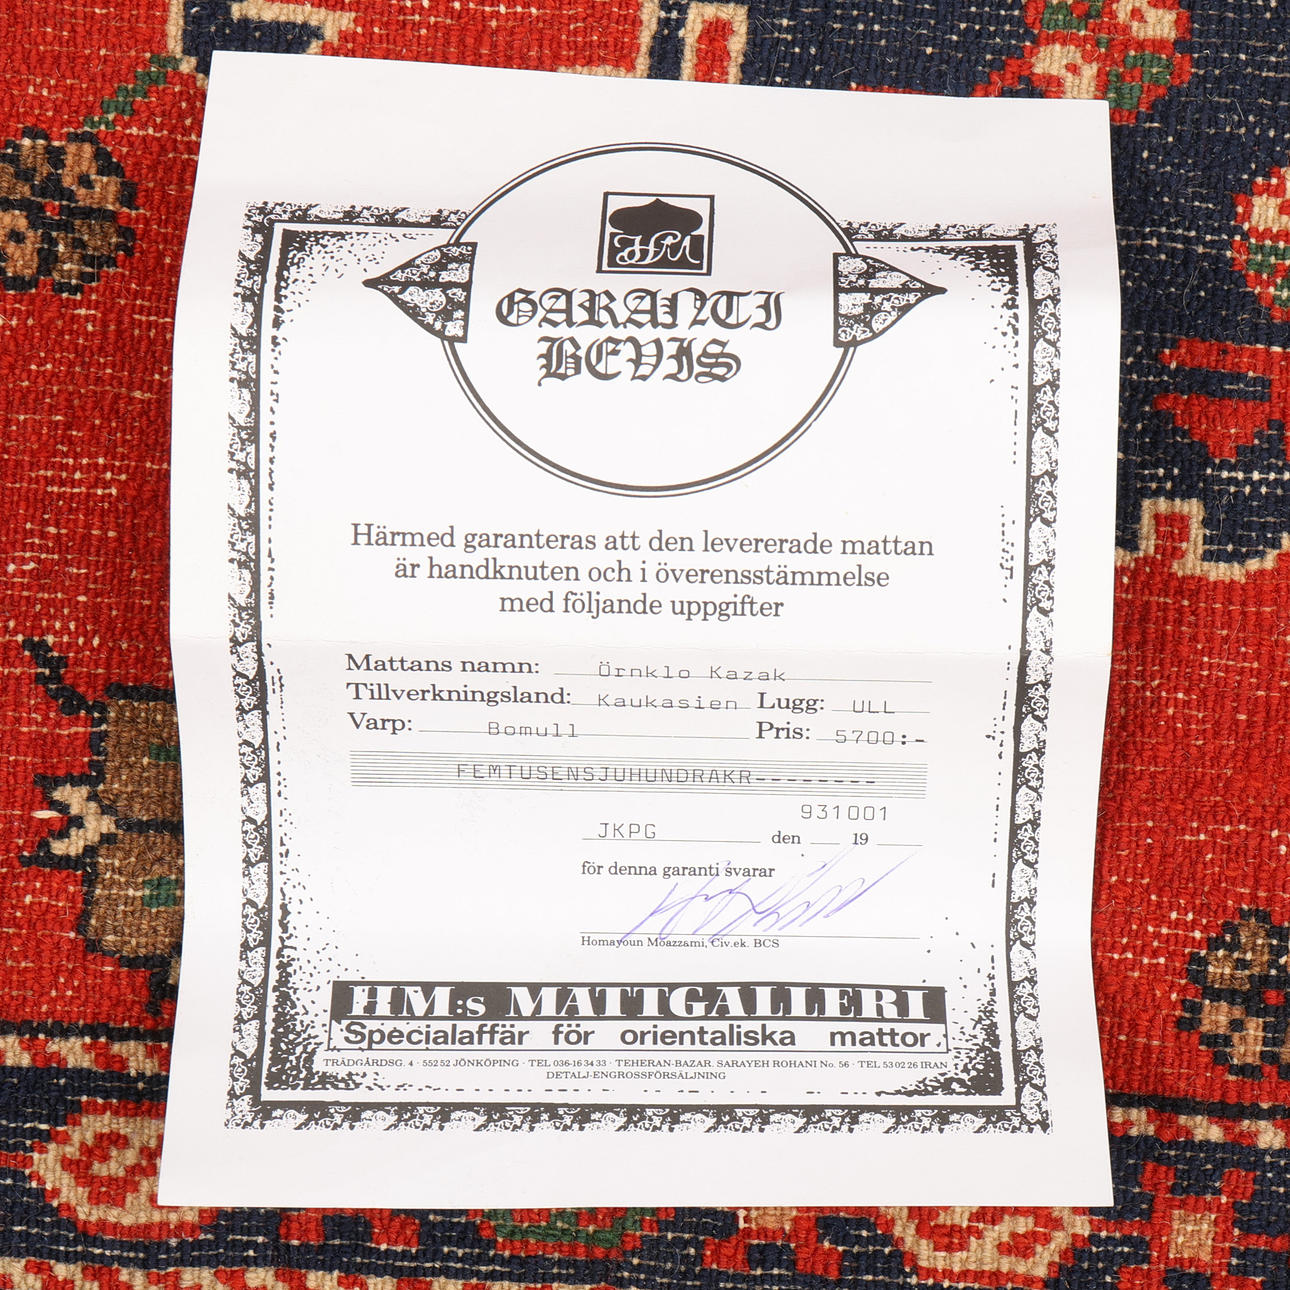 HM
GARANTI
BEVIS
Härmed garanteras att den levererade mattan
är handknuten och i överensstämmelse
med följande uppgifter
Mattans namn: Örnklo Kazak
Tillverkningsland: Kaukasien Lugg: ULL
Varp: Bomull Pris: 5700:-
FEMTUSENSJUHUNDRAKR--------
931001
JKPG den 19
för denna garanti svarar
Homayoun Moazzami, Civ.ek. BCS
HM:s MATTGALLERI
Specialaffär för orientaliska mattor.
TRÄDGÅRDSG. 4 · 552 52 JÖNKÖPING · TEL 036-16 34 33 · TEHERAN-BAZAR. SARAYEH ROHANI No. 56 · TEL 53 02 26 IRAN
DETALJ-ENGROSSFÖRSÄLJNING